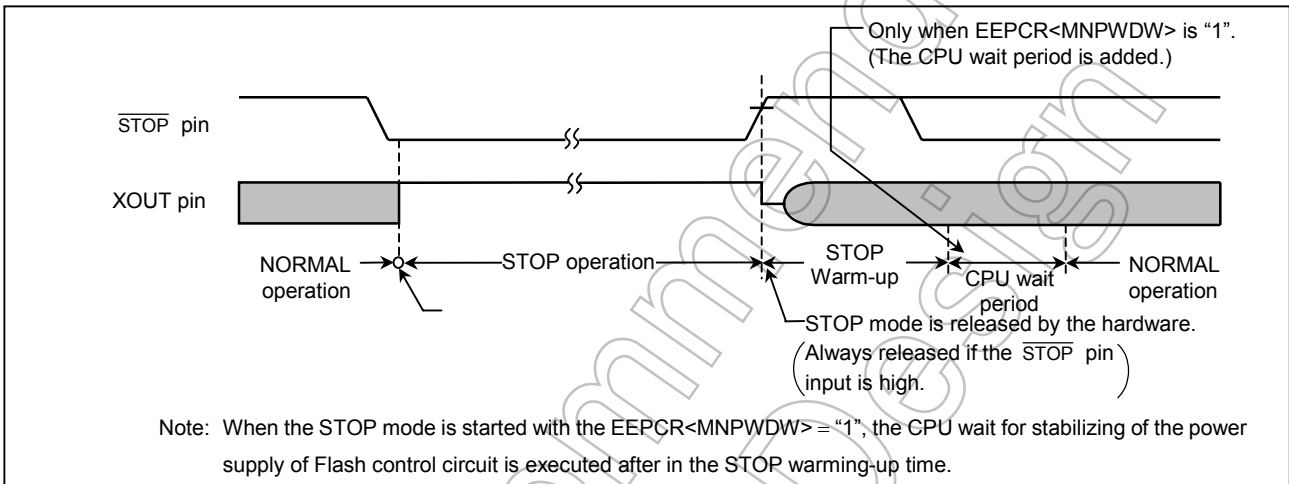 Only when EEPCR<MNPWDW> is “1”.
(The CPU wait period is added.)
STOP pin
XOUT pin
NORMAL
operation
STOP operation
STOP
Warm-up
CPU wait
period
NORMAL
operation
STOP mode is released by the hardware.
(Always released if the STOP pin
input is high.)
Note: When the STOP mode is started with the EEPCR<MNPWDW> = “1”, the CPU wait for stabilizing of the power
supply of Flash control circuit is executed after in the STOP warming-up time.